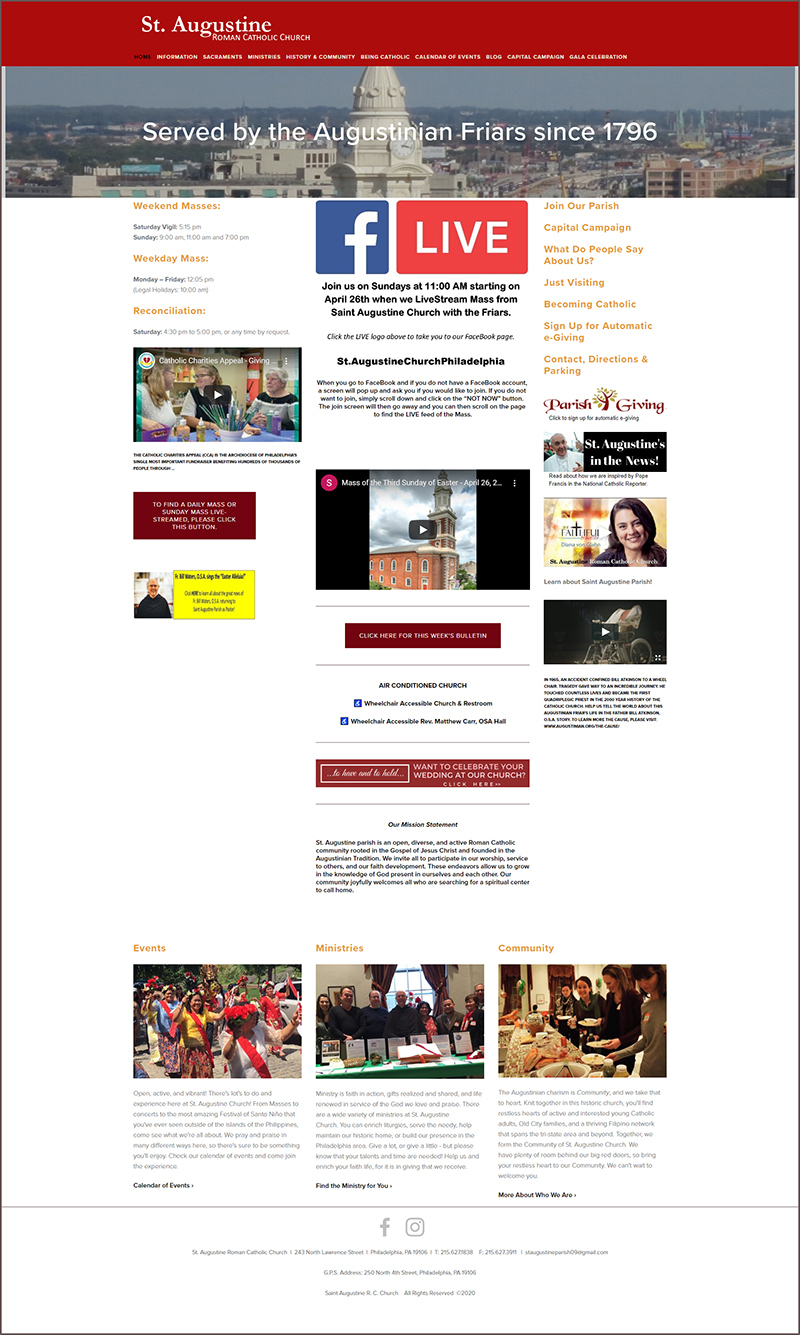 St. Augustine
ROMAN CATHOLIC CHURCH
HOME INFORMATION SACRAMENTS MINISTRIES HISTORY & COMMUNITY BEING CATHOLIC CALENDAR OF EVENTS BLOG CAPITAL CAMPAIGN GALA CELEBRATION
Served by the Augustinian Friars since 1796
Weekend Masses:
Saturday Vigil: 5:15 pm
Sunday: 9:00 am, 11:00 am and 7:00 pm
Weekday Mass:
Monday – Friday: 12:05 pm
(Legal Holidays: 10:00 am)
Reconciliation:
Saturday: 4:30 pm to 5:00 pm, or any time by request.
Catholic Charities Appeal - Giving ...
THE CATHOLIC CHARITIES APPEAL (CCA) IS THE ARCHDIOCESE OF PHILADELPHIA'S
SINGLE MOST IMPORTANT FUNDRAISER BENEFITING HUNDREDS OF THOUSANDS OF
PEOPLE THROUGH ...
TO FIND A DAILY MASS OR
SUNDAY MASS LIVE-
STREAMED, PLEASE CLICK
THIS BUTTON.
Fr. Bill Waters, O.S.A. sings the "Easter Alleluia!"
Click HERE to learn all about the great news of
Fr. Bill Waters, O.S.A. returning to
Saint Augustine Parish as Pastor!
f LIVE
Join us on Sundays at 11:00 AM starting on
April 26th when we LiveStream Mass from
Saint Augustine Church with the Friars.
Click the LIVE logo above to take you to our FaceBook page.
St.AugustineChurchPhiladelphia
When you go to FaceBook and if you do not have a FaceBook account,
a screen will pop up and ask you if you would like to join. If you do not
want to join, simply scroll down and click on the "NOT NOW" button.
The join screen will then go away and you can then scroll on the page
to find the LIVE feed of the Mass.
S Mass of the Third Sunday of Easter - April 26, 2...
CLICK HERE FOR THIS WEEK'S BULLETIN
AIR CONDITIONED CHURCH
Wheelchair Accessible Church & Restroom
Wheelchair Accessible Rev. Matthew Carr, OSA Hall
...to have and to hold...
WANT TO CELEBRATE YOUR
WEDDING AT OUR CHURCH?
CLICK HERE>>
Our Mission Statement
St. Augustine parish is an open, diverse, and active Roman Catholic
community rooted in the Gospel of Jesus Christ and founded in the
Augustinian Tradition. We invite all to participate in our worship, service
to others, and our faith development. These endeavors allow us to grow
in the knowledge of God present in ourselves and each other. Our
community joyfully welcomes all who are searching for a spiritual center
to call home.
Join Our Parish
Capital Campaign
What Do People Say
About Us?
Just Visiting
Becoming Catholic
Sign Up for Automatic
e-Giving
Contact, Directions &
Parking
Parish Giving
Click to sign up for automatic e-giving
St. Augustine's
in the News!
Read about how we are inspired by Pope
Francis in the National Catholic Reporter.
THE FAITHFUL
Diana von Glahn
St. Augustine Roman Catholic Church
Learn about Saint Augustine Parish!
IN 1965, AN ACCIDENT CONFINED BILL ATKINSON TO A WHEEL
CHAIR. TRAGEDY GAVE WAY TO AN INCREDIBLE JOURNEY. HE
TOUCHED COUNTLESS LIVES AND BECAME THE FIRST
QUADRIPLEGIC PRIEST IN THE 2000 YEAR HISTORY OF THE
CATHOLIC CHURCH. HELP US TELL THE WORLD ABOUT THIS
AUGUSTINIAN FRIAR'S LIFE IN THE FATHER BILL ATKINSON,
O.S.A. STORY. TO LEARN MORE THE CAUSE, PLEASE VISIT:
WWW.AUGUSTINIAN.ORG/THE-CAUSE/
Events
Open, active, and vibrant! There's lot's to do and
experience here at St. Augustine Church! From Masses to
concerts to the most amazing Festival of Santo Niño that
you've ever seen outside of the islands of the Philippines,
come see what we're all about. We pray and praise in
many different ways here, so there's sure to be something
you'll enjoy. Check our calendar of events and come join
the experience.
Calendar of Events ›
Ministries
Ministry is faith in action, gifts realized and shared, and life
renewed in service of the God we love and praise. There
are a wide variety of ministries at St. Augustine
Church. You can enrich liturgies, serve the needy, help
maintain our historic home, or build our presence in the
Philadelphia area. Give a lot, or give a little - but please
know that your talents and time are needed! Help us and
enrich your faith life, for it is in giving that we receive.
Find the Ministry for You ›
Community
The Augustinian charism is Community, and we take that
to heart. Knit together in this historic church, you'll find
restless hearts of active and interested young Catholic
adults, Old City families, and a thriving Filipino network
that spans the tri-state area and beyond. Together, we
form the Community of St. Augustine Church. We
have plenty of room behind our big red doors, so bring
your restless heart to our Community. We can't wait to
welcome you.
More About Who We Are ›
St. Augustine Roman Catholic Church I 243 North Lawrence Street I Philadelphia, PA 19106 I T: 215.627.1838 F: 215.627.3911 I staugustineparish09@gmail.com
G.P.S. Address: 250 North 4th Street, Philadelphia, PA 19106
Saint Augustine R. C. Church All Rights Reserved ©2020